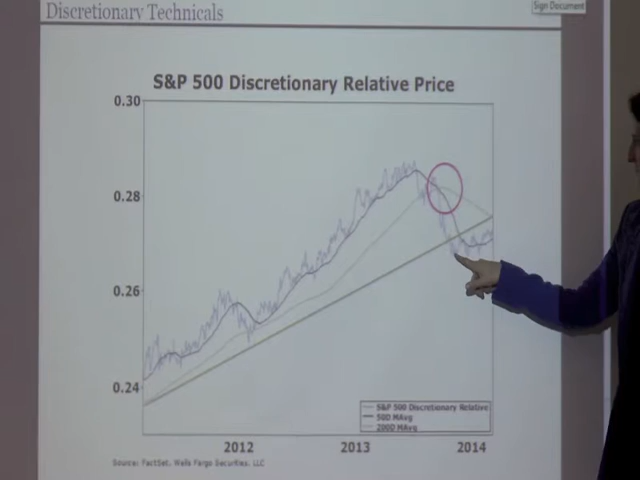 Discretionary Technicals
Sign Document
S&P 500 Discretionary Relative Price
0.30
0.28
0.26
0.24
S&P 500 Discretionary Relative
50D MAvg
200D MAvg
2012 2013 2014
Source: FactSet, Wells Fargo Securities, LLC